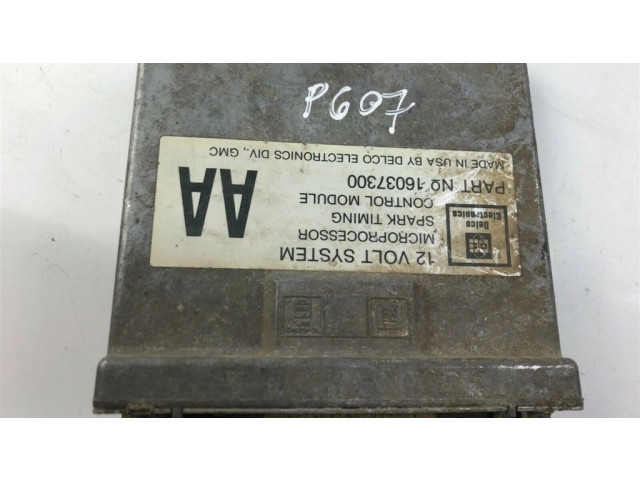 P607
12 VOLT SYSTEM
MICROPROCESSOR
SPARK TIMING
CONTROL MODULE
PART Nº 16037300
MADE IN USA BY DELCO ELECTRONICS DIV., GMC
AA
Delco
Electronics